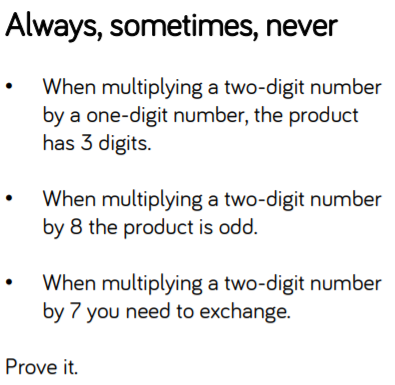 Always, sometimes, never
• When multiplying a two-digit number
by a one-digit number, the product
has 3 digits.
• When multiplying a two-digit number
by 8 the product is odd.
• When multiplying a two-digit number
by 7 you need to exchange.
Prove it.